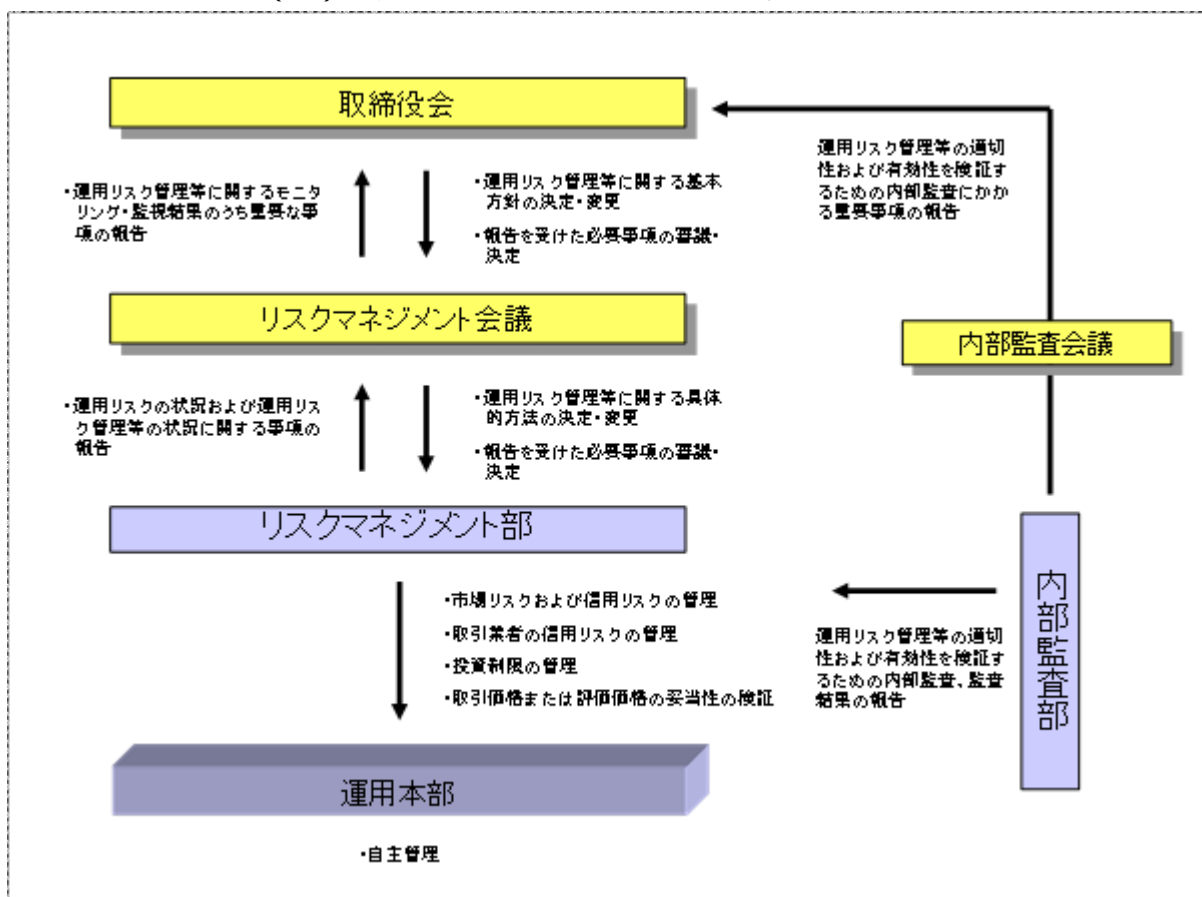 取締役会
・運用リスク管理等に関するモニ
タリング・監視結果のうち重要な事
項の報告
・運用リスク管理等に関する基本
方針の決定・変更
・報告を受けた必要事項の審議・
決定
運用リスク管理等の適切
性および有効性を検証す
るための内部監査にかか
る重要事項の報告
リスクマネジメント会議
内部監査会議
・運用リスクの状況および運用リス
ク管理等の状況に関する事項の
報告
・運用リスク管理等に関する具体
的方法の決定・変更
・報告を受けた必要事項の審議・
決定
リスクマネジメント部
内部監査部
・市場リスクおよび信用リスクの管理
・取引業者の信用リスクの管理
・投資制限の管理
・取引価格または評価価格の妥当性の検証
運用リスク管理等の適切
性および有効性を検証す
るための内部監査、監査
結果の報告
運用本部
・自主管理